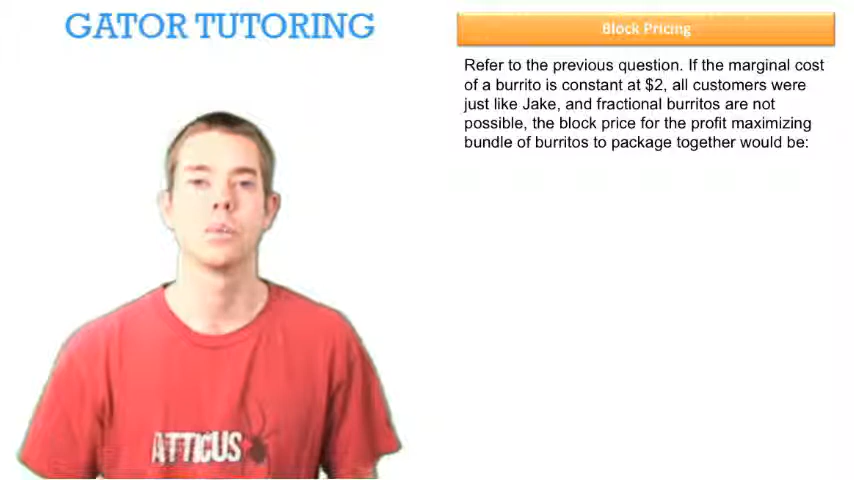 GATOR TUTORING
Block Pricing
Refer to the previous question. If the marginal cost
of a burrito is constant at $2, all customers were
just like Jake, and fractional burritos are not
possible, the block price for the profit maximizing
bundle of burritos to package together would be:
ATTICUS